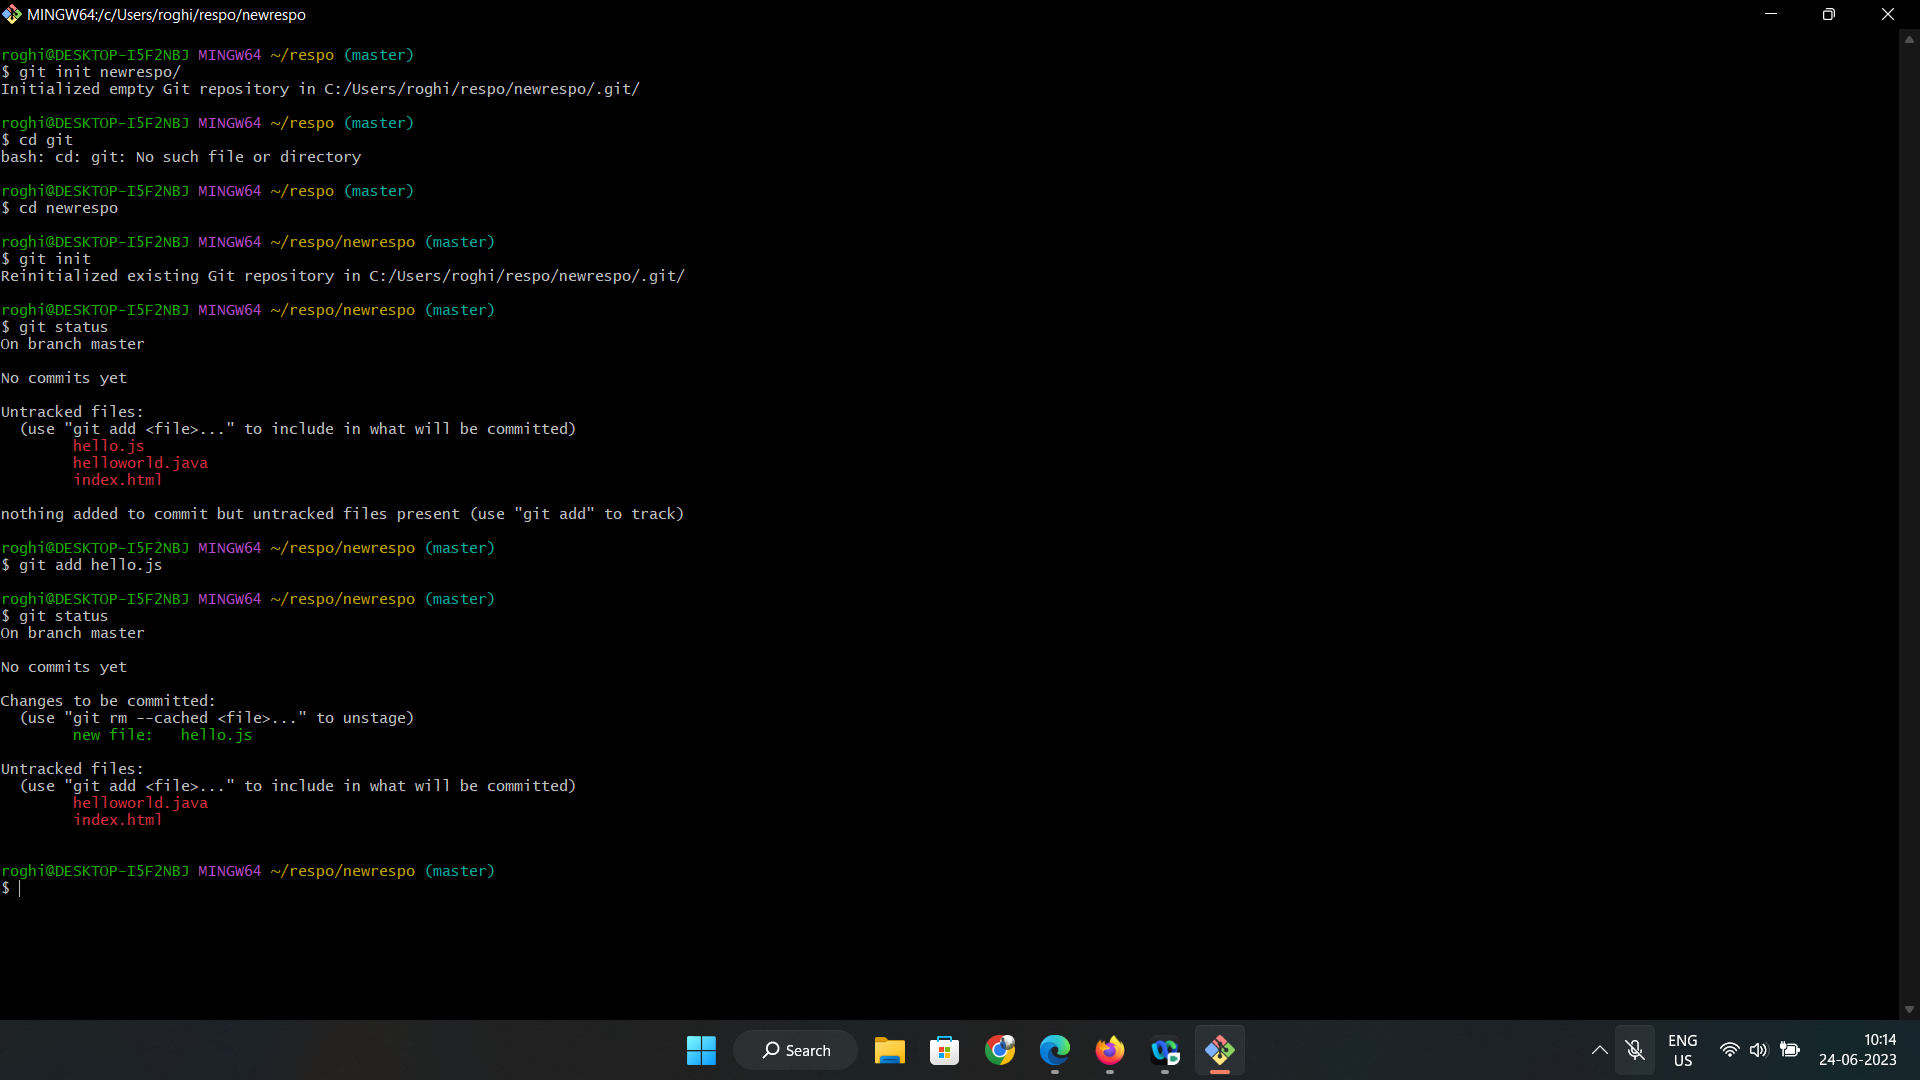 MINGW64:/c/Users/roghi/respo/newrespo
roghi@DESKTOP-I5F2NBJ MINGW64 ~/respo (master)
$ git init newrespo/
Initialized empty Git repository in C:/Users/roghi/respo/newrespo/.git/
roghi@DESKTOP-I5F2NBJ MINGW64 ~/respo (master)
$ cd git
bash: cd: git: No such file or directory
roghi@DESKTOP-I5F2NBJ MINGW64 ~/respo (master)
$ cd newrespo
roghi@DESKTOP-I5F2NBJ MINGW64 ~/respo/newrespo (master)
$ git init
Reinitialized existing Git repository in C:/Users/roghi/respo/newrespo/.git/
roghi@DESKTOP-I5F2NBJ MINGW64 ~/respo/newrespo (master)
$ git status
On branch master
No commits yet
Untracked files:
(use "git add <file>..." to include in what will be committed)
hello.js
helloworld.java
index.html
nothing added to commit but untracked files present (use "git add" to track)
roghi@DESKTOP-I5F2NBJ MINGW64 ~/respo/newrespo (master)
$ git add hello.js
roghi@DESKTOP-I5F2NBJ MINGW64 ~/respo/newrespo (master)
$ git status
On branch master
No commits yet
Changes to be committed:
(use "git rm --cached <file>..." to unstage)
new file:   hello.js
Untracked files:
(use "git add <file>..." to include in what will be committed)
helloworld.java
index.html
roghi@DESKTOP-I5F2NBJ MINGW64 ~/respo/newrespo (master)
$
Search
ENG
US
10:14
24-06-2023